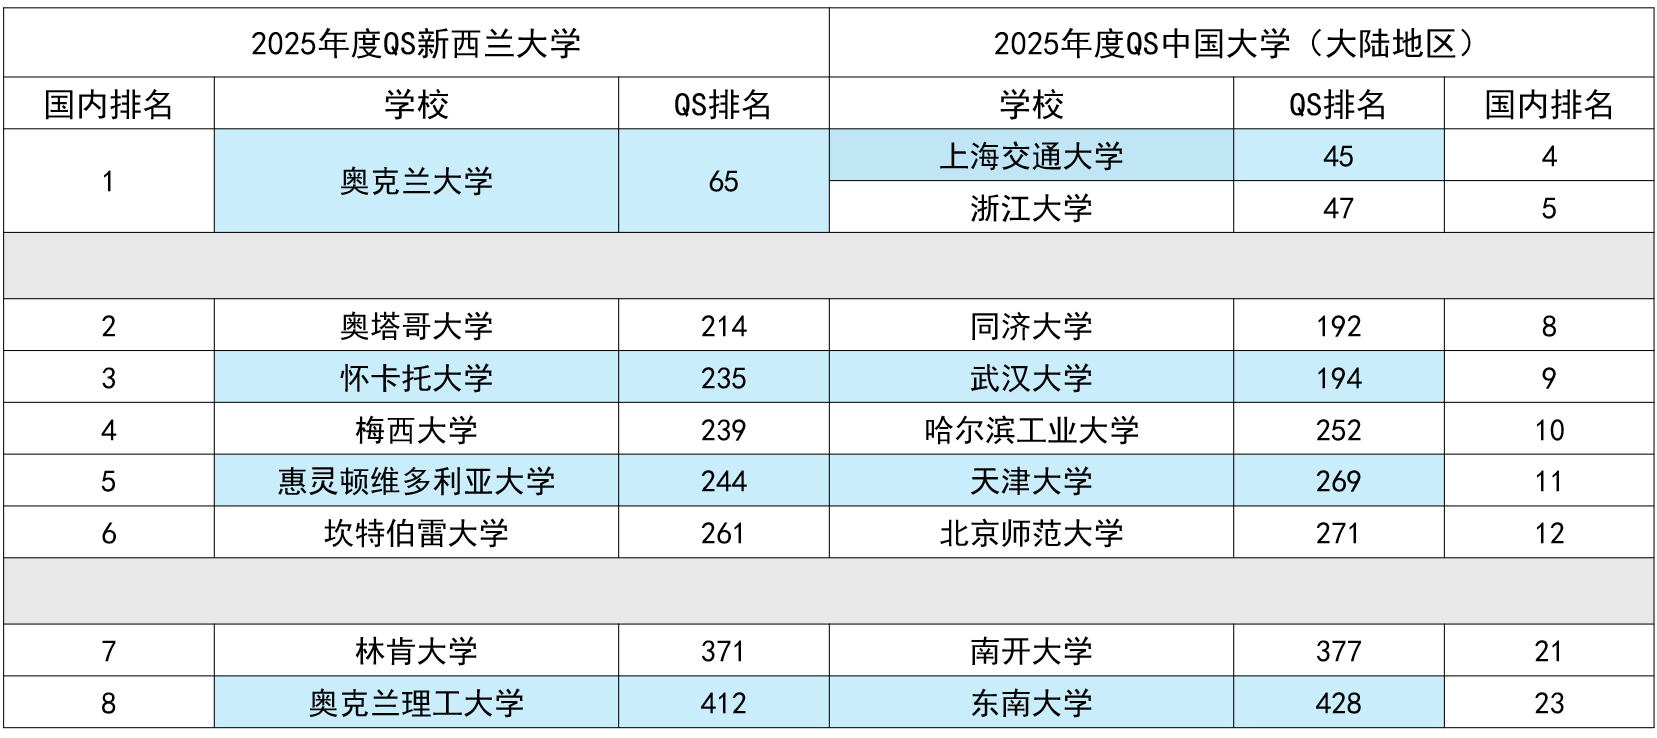 2025年度QS新西兰大学 2025年度QS中国大学（大陆地区）
国内排名 学校 QS排名 学校 QS排名 国内排名
1 奥克兰大学 65 上海交通大学 45 4
浙江大学 47 5
2 奥塔哥大学 214 同济大学 192 8
3 怀卡托大学 235 武汉大学 194 9
4 梅西大学 239 哈尔滨工业大学 252 10
5 惠灵顿维多利亚大学 244 天津大学 269 11
6 坎特伯雷大学 261 北京师范大学 271 12
7 林肯大学 371 南开大学 377 21
8 奥克兰理工大学 412 东南大学 428 23